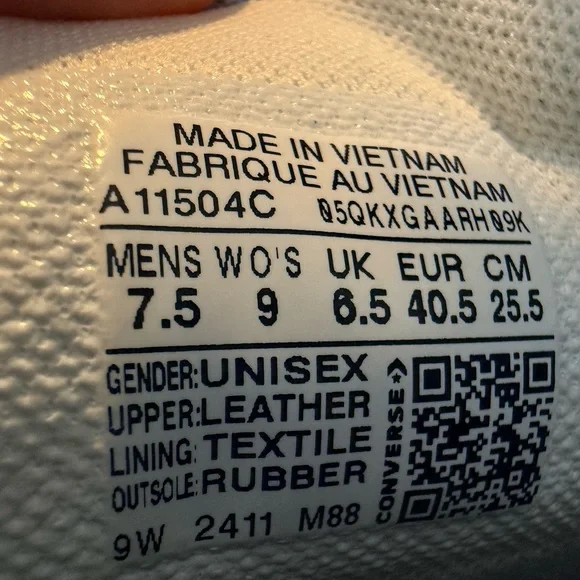 MADE IN VIETNAM
FABRIQUE AU VIETNAM
A11504C 05QKXGAARH09K
MENS WO'S UK EUR CM
7.5 9 6.5 40.5 25.5
GENDER: UNISEX
UPPER: LEATHER
LINING: TEXTILE
OUTSOLE: RUBBER
9W 2411 M88
CONVERSE